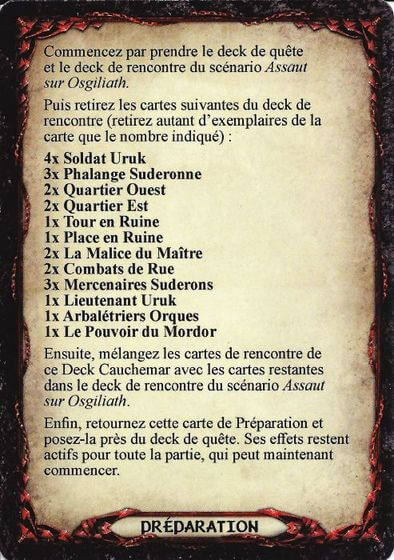 Commencez par prendre le deck de quête
et le deck de rencontre du scénario Assaut
sur Osgiliath.
Puis retirez les cartes suivantes du deck de
rencontre (retirez autant d'exemplaires de la
carte que le nombre indiqué) :
4x Soldat Uruk
3x Phalange Suderonne
2x Quartier Ouest
2x Quartier Est
1x Tour en Ruine
1x Place en Ruine
2x La Malice du Maître
2x Combats de Rue
3x Mercenaires Suderons
1x Lieutenant Uruk
1x Arbalétriers Orques
1x Le Pouvoir du Mordor
Ensuite, mélangez les cartes de rencontre de
ce Deck Cauchemar avec les cartes restantes
dans le deck de rencontre du scénario Assaut
sur Osgiliath.
Enfin, retournez cette carte de Préparation et
posez-la près du deck de quête. Ses effets restent
actifs pour toute la partie, qui peut maintenant
commencer.
PRÉPARATION